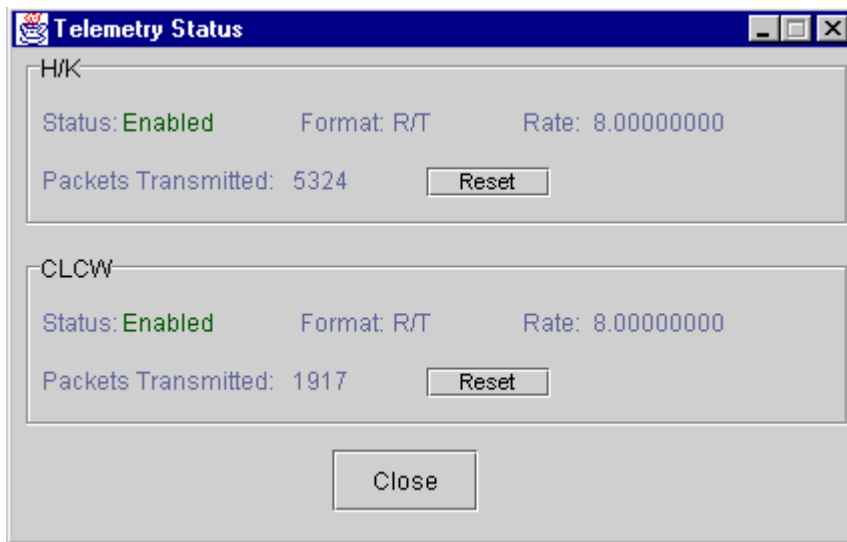 Telemetry Status
H/K
Status: Enabled Format: R/T Rate: 8.00000000
Packets Transmitted: 5324 Reset
CLCW
Status: Enabled Format: R/T Rate: 8.00000000
Packets Transmitted: 1917 Reset
Close